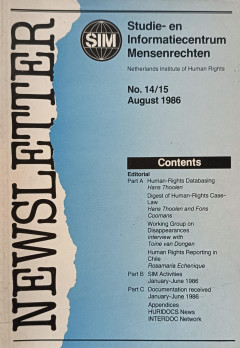 NEWSLETTER
SIM
Studie- en
Informatiecentrum
Mensenrechten
Netherlands Institute of Human Rights
No. 14/15
August 1986
Contents
Editorial
Part A Human-Rights Databasing
Hans Thoolen
Digest of Human-Rights Case-
Law
Hans Thoolen and Fons
Coomans
Working Group on
Disappearances :
interview with
Toine van Dongen
Human Rights Reporting in
Chile
Rosemarie Echenique
Part B SIM Activities
January-June 1986
Part C Documentation received
January-June 1986
Appendices
HURIDOCS News
INTERDOC Network